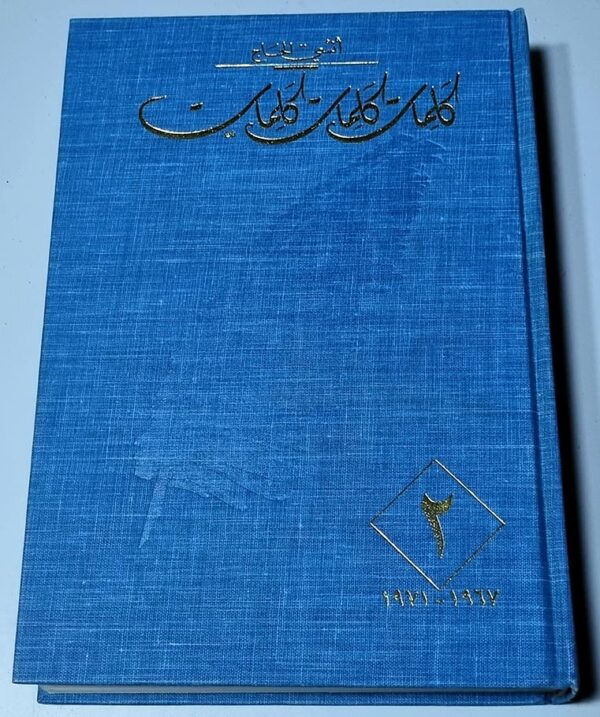 أنسي الحاج
كلمات كلمات كلمات
٢
١٩٦٧ - ١٩٧١